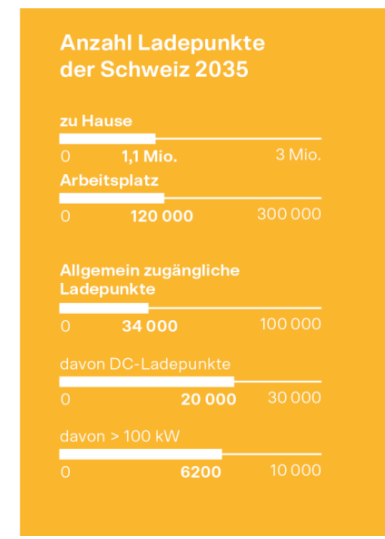 Anzahl Ladepunkte
der Schweiz 2035
zu Hause
0 1,1 Mio. 3 Mio.
Arbeitsplatz
0 120 000 300 000
Allgemein zugängliche
Ladepunkte
0 34 000 100 000
davon DC-Ladepunkte
0 20 000 30 000
davon > 100 kW
0 6200 10 000